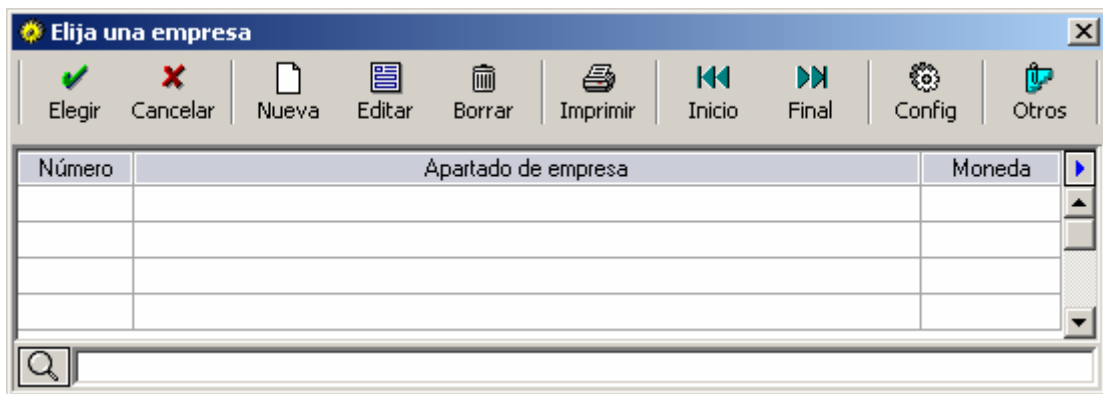 Elija una empresa
Elegir Cancelar Nueva Editar Borrar Imprimir Inicio Final Config Otros
Número Apartado de empresa Moneda